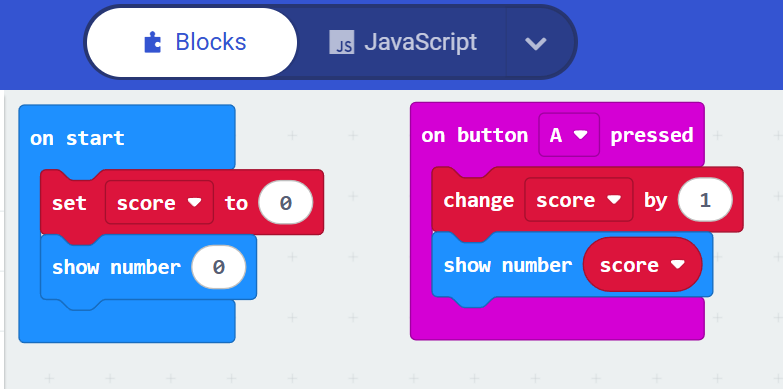 Blocks
JS JavaScript
on start
set score to 0
show number 0
on button A pressed
change score by 1
show number score